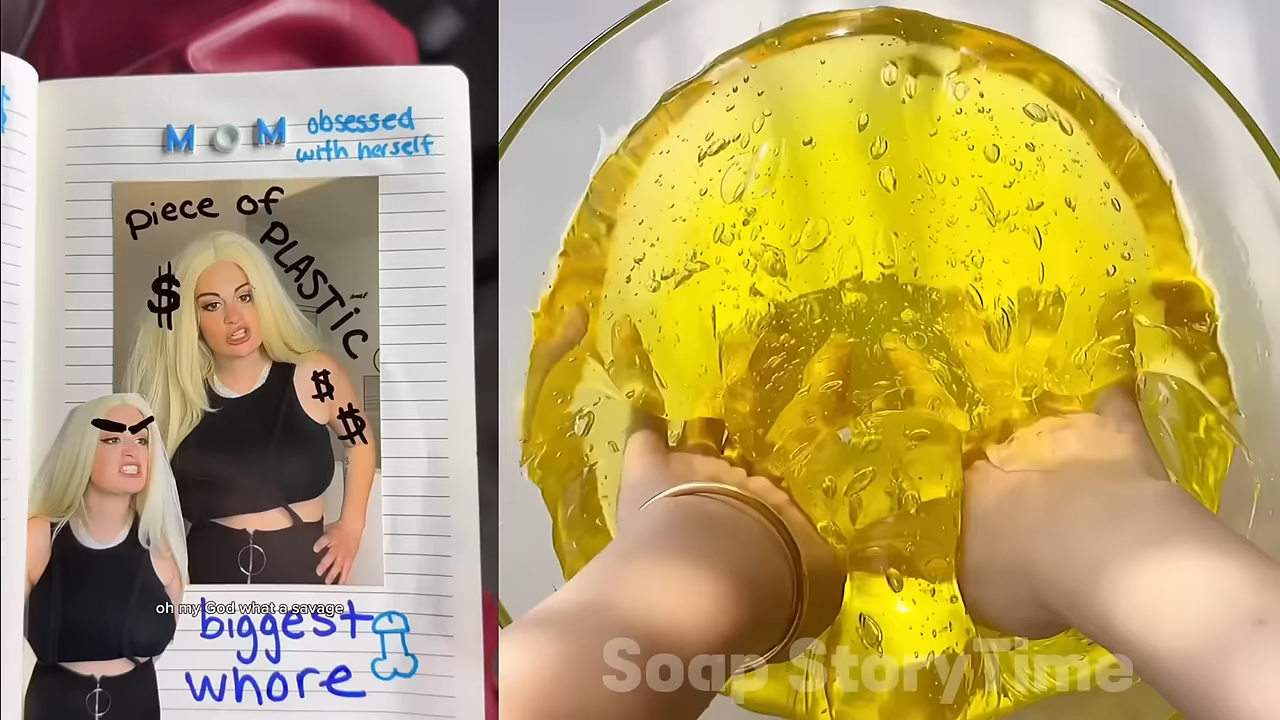 MOM obsessed
with herself
piece of
PLASTIC
$
$
$
oh my God what a savage
biggest
whore
Soap StoryTime